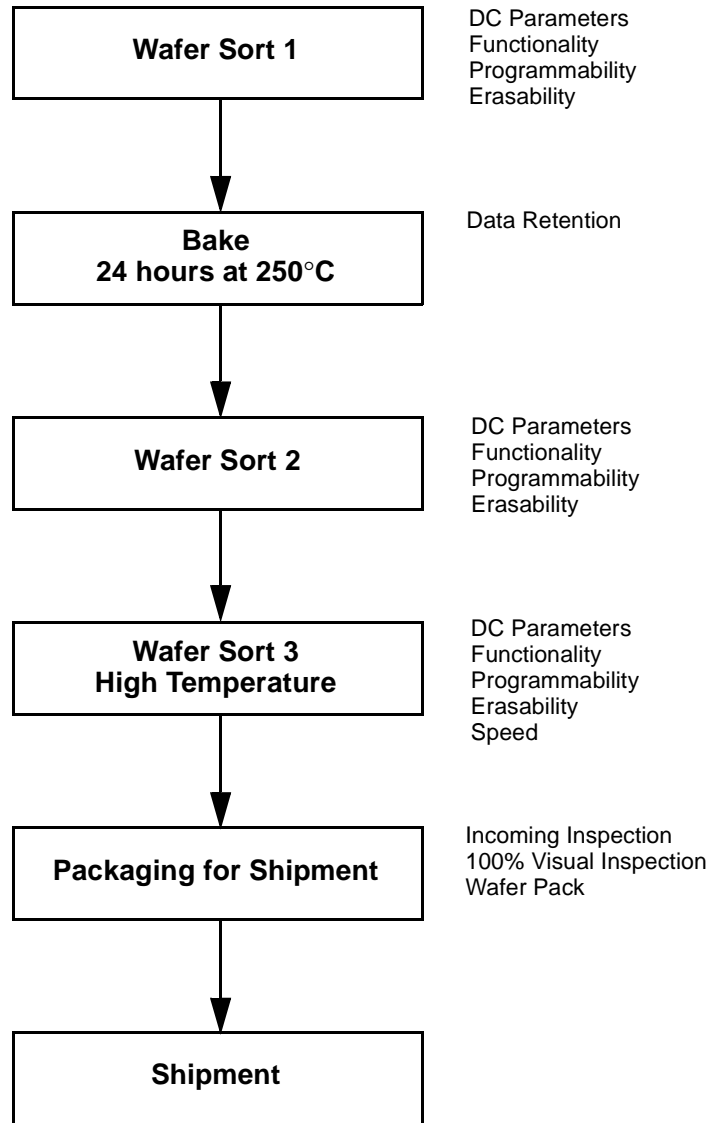 Wafer Sort 1
DC Parameters
Functionality
Programmability
Erasability
Bake
24 hours at 250°C
Data Retention
Wafer Sort 2
DC Parameters
Functionality
Programmability
Erasability
Wafer Sort 3
High Temperature
DC Parameters
Functionality
Programmability
Erasability
Speed
Packaging for Shipment
Incoming Inspection
100% Visual Inspection
Wafer Pack
Shipment